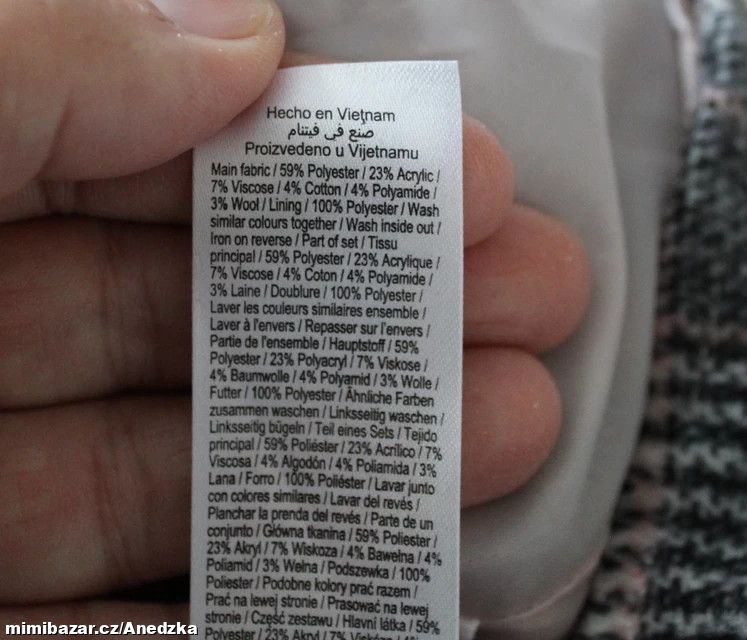 Hecho en Vietnam
صنع في فيتنام
Proizvedeno u Vijetnamu
Main fabric / 59% Polyester / 23% Acrylic /
7% Viscose / 4% Cotton / 4% Polyamide /
3% Wool / Lining / 100% Polyester / Wash
similar colours together / Wash inside out /
Iron on reverse / Part of set / Tissu
principal / 59% Polyester / 23% Acrylique /
7% Viscose / 4% Coton / 4% Polyamide /
3% Laine / Doublure / 100% Polyester /
Laver les couleurs similaires ensemble /
Laver à l'envers / Repasser sur l'envers /
Partie de l'ensemble / Hauptstoff / 59%
Polyester / 23% Polyacryl / 7% Viskose /
4% Baumwolle / 4% Polyamid / 3% Wolle /
Futter / 100% Polyester / Ähnliche Farben
zusammen waschen / Linksseitig waschen /
Linksseitig bügeln / Teil eines Sets / Tejido
principal / 59% Poliéster / 23% Acrílico / 7%
Viscosa / 4% Algodón / 4% Poliamida / 3%
Lana / Forro / 100% Poliéster / Lavar junto
con colores similares / Lavar del revés /
Planchar la prenda del revés / Parte de un
conjunto / Główna tkanina / 59% Poliester /
23% Akryl / 7% Wiskoza / 4% Bawełna / 4%
Poliamid / 3% Wełna / Podszewka / 100%
Poliester / Podobne kolory prać razem /
Prać na lewej stronie / Prasować na lewej
stronie / Część zestawu / Hlavní látka / 59%
Polyester / 23% Akryl / 7% Viskóza / 4%
mimibazar.cz/Anedzka